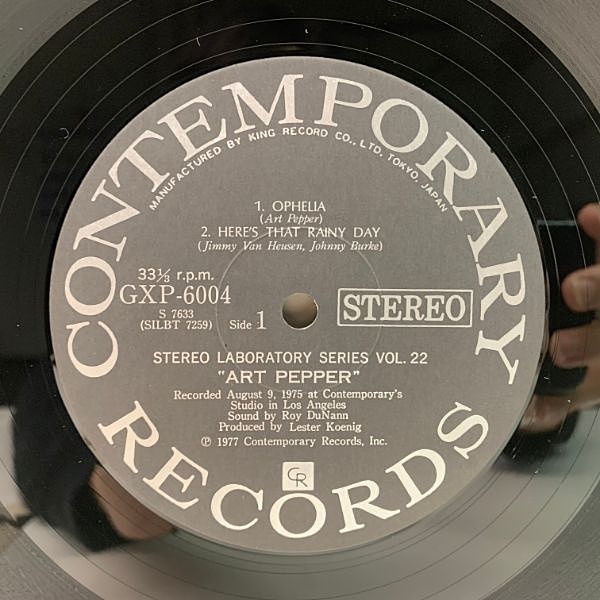 CONTEMPORARY
MANUFACTURED BY KING RECORD CO., LTD. TOKYO, JAPAN
1. OPHELIA
(Art Pepper)
2. HERE'S THAT RAINY DAY
(Jimmy Van Heusen, Johnny Burke)
33⅓ r.p.m.
GXP-6004
S 7633
(SILBT 7259)
Side 1
STEREO
STEREO LABORATORY SERIES VOL. 22
"ART PEPPER"
Recorded August 9, 1975 at Contemporary's
Studio in Los Angeles
Sound by Roy DuNann
Produced by Lester Koenig
℗ 1977 Contemporary Records, Inc.
CR
RECORDS